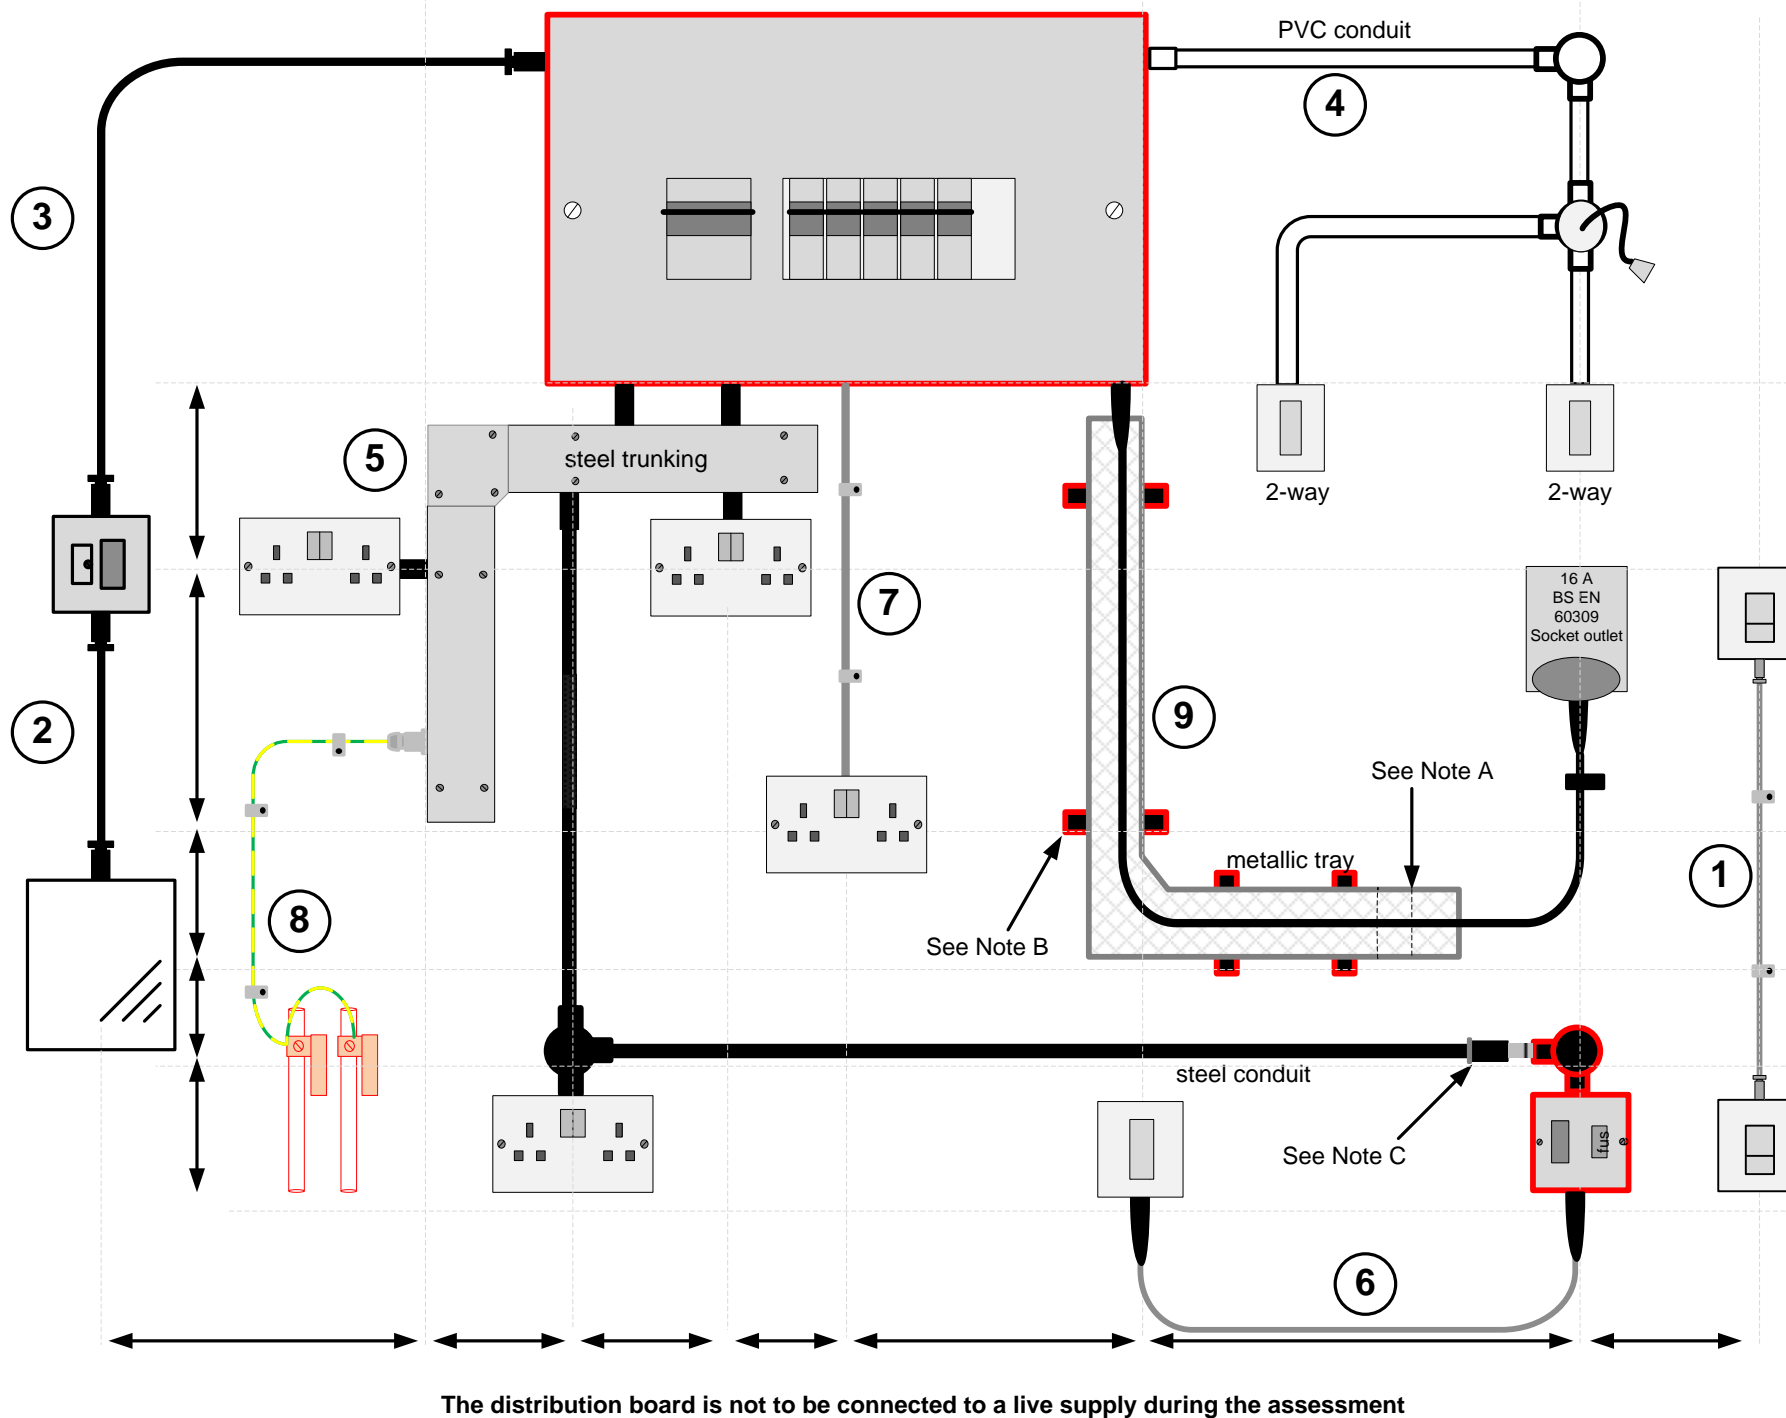 PVC conduit
4
3
5
steel trunking
2-way
2-way
16 A
BS EN
60309
Socket outlet
7
9
2
See Note A
metallic tray
1
8
See Note B
steel conduit
See Note C
fus
e
6
The distribution board is not to be connected to a live supply during the assessment